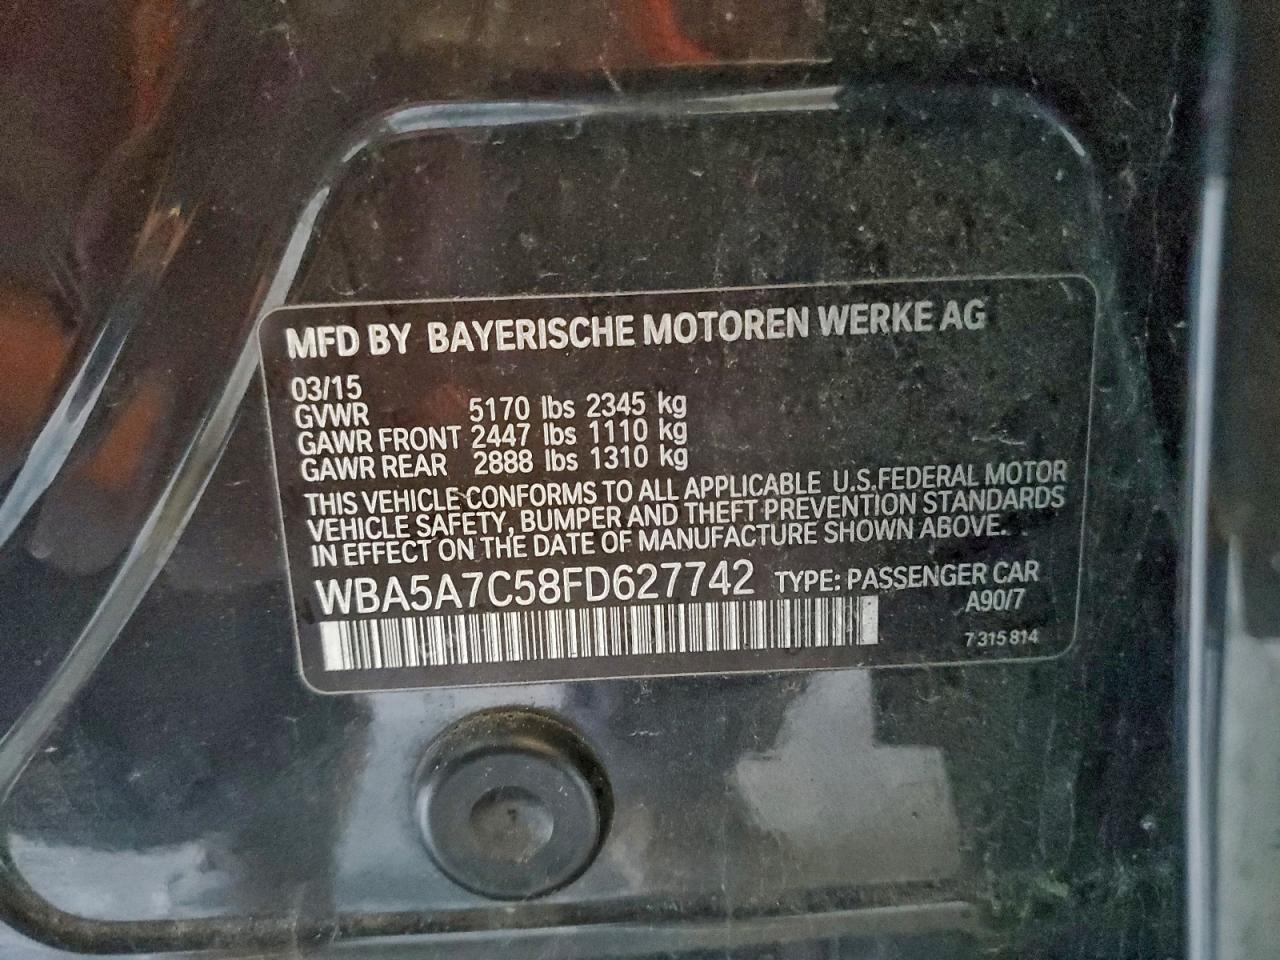 MFD BY BAYERISCHE MOTOREN WERKE AG
03/15
GVWR 5170 lbs 2345 kg
GAWR FRONT 2447 lbs 1110 kg
GAWR REAR 2888 lbs 1310 kg
THIS VEHICLE CONFORMS TO ALL APPLICABLE U.S.FEDERAL MOTOR
VEHICLE SAFETY, BUMPER AND THEFT PREVENTION STANDARDS
IN EFFECT ON THE DATE OF MANUFACTURE SHOWN ABOVE.
WBA5A7C58FD627742 TYPE: PASSENGER CAR
A90/7
7 315 814